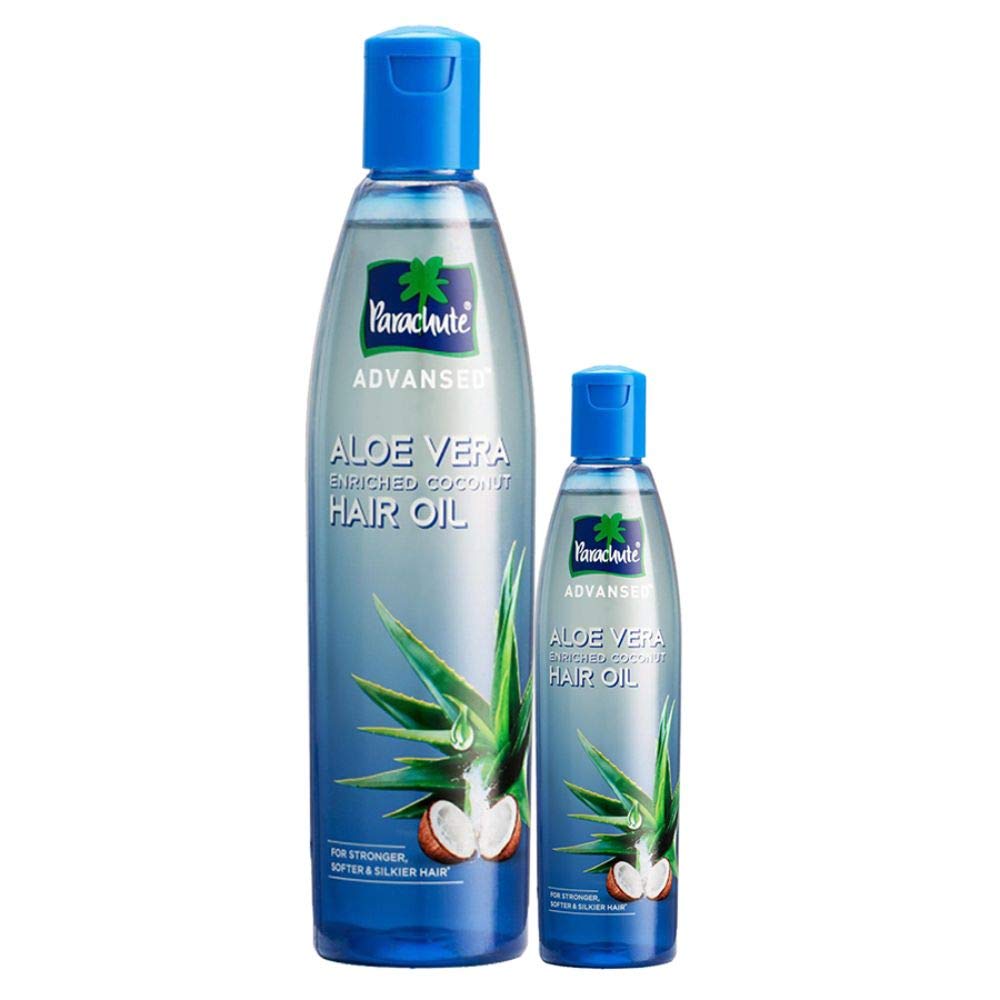 Parachute®
ADVANSED™
ALOE VERA
ENRICHED COCONUT
HAIR OIL
FOR STRONGER,
SOFTER & SILKIER HAIR*
Parachute®
ADVANSED™
ALOE VERA
ENRICHED COCONUT
HAIR OIL
FOR STRONGER,
SOFTER & SILKIER HAIR*